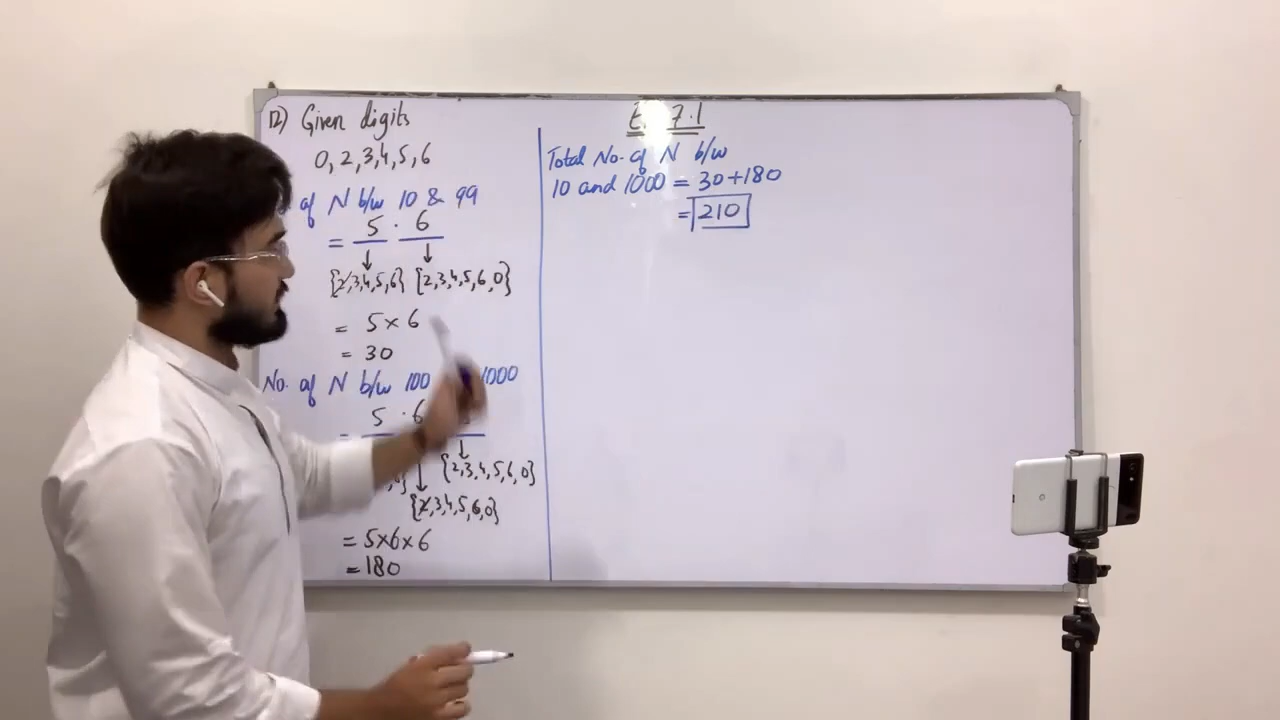 12) Given digits
0, 2, 3, 4, 5, 6
of N b/w 10 & 99
= 5 . 6
{2,3,4,5,6} {2,3,4,5,6,0}
= 5×6
= 30
No. of N b/w 100 1000
= 5 . 6
{2,3,4,5,6,0}
{2,3,4,5,6,0}
= 5×6×6
= 180
7.1
Total No. of N b/w
10 and 1000 = 30+180
= 210